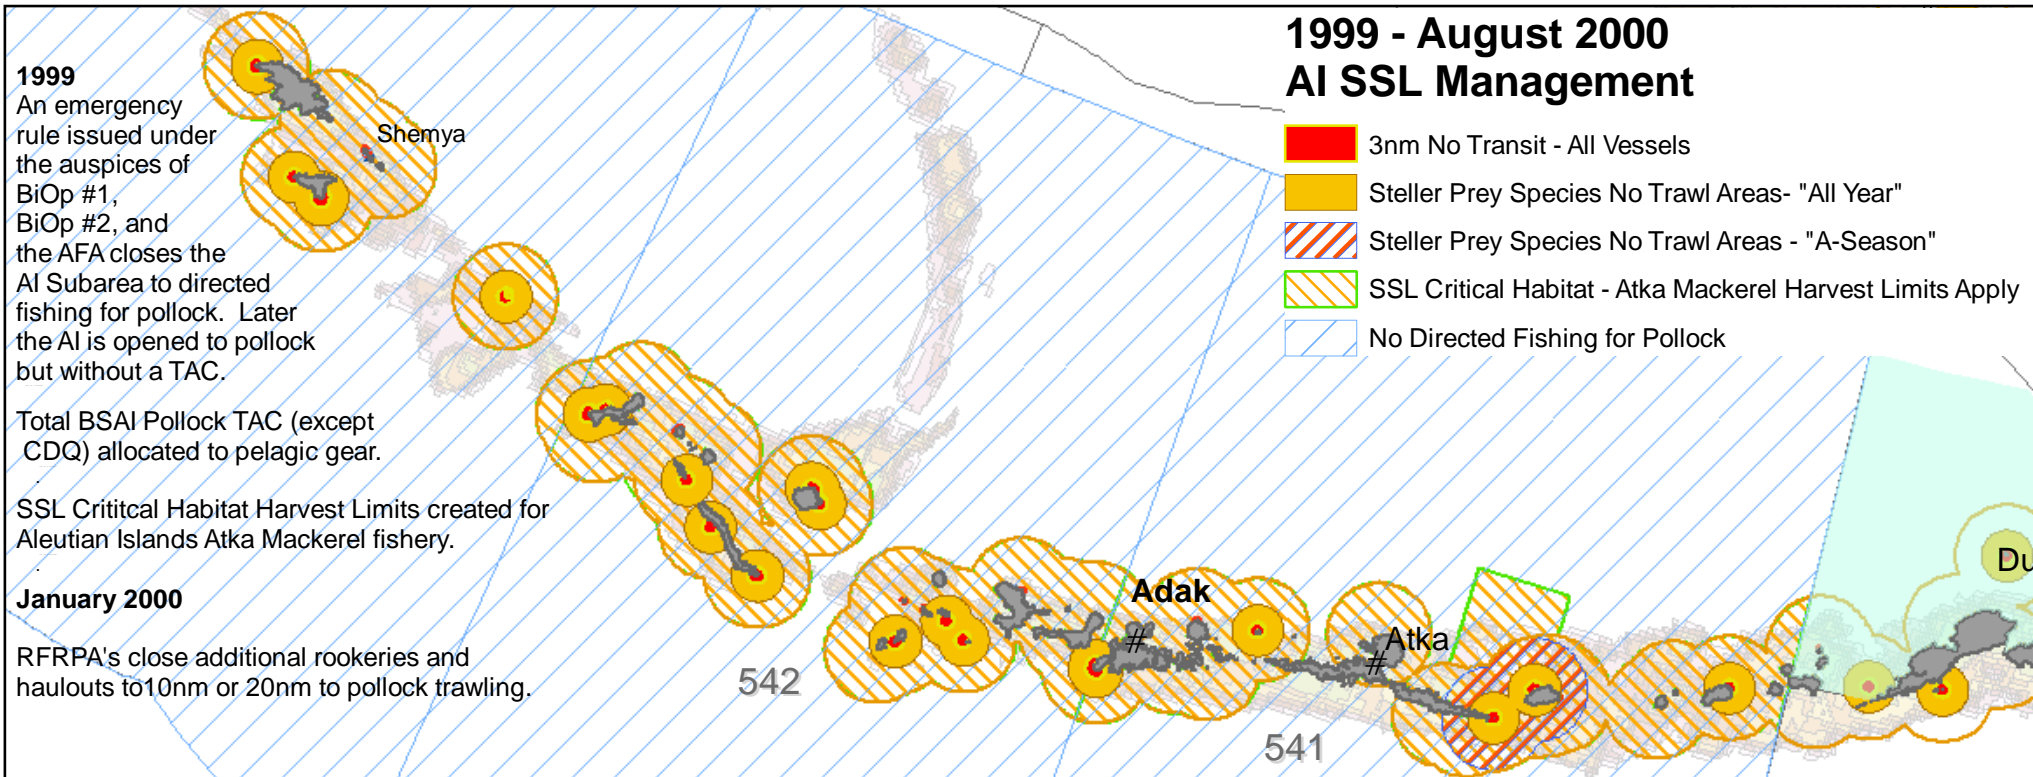 1999 - August 2000
AI SSL Management
3nm No Transit - All Vessels
Steller Prey Species No Trawl Areas- "All Year"
Steller Prey Species No Trawl Areas - "A-Season"
SSL Critical Habitat - Atka Mackerel Harvest Limits Apply
No Directed Fishing for Pollock
1999
An emergency
rule issued under
the auspices of
BiOp #1,
BiOp #2, and
the AFA closes the
AI Subarea to directed
fishing for pollock.  Later
the AI is opened to pollock
but without a TAC.
Total BSAI Pollock TAC (except
CDQ) allocated to pelagic gear.
.
SSL Crititcal Habitat Harvest Limits created for
Aleutian Islands Atka Mackerel fishery.
.
January 2000
RFRPA's close additional rookeries and
haulouts to10nm or 20nm to pollock trawling.
Shemya
Adak
#
Atka
#
Du
542
541